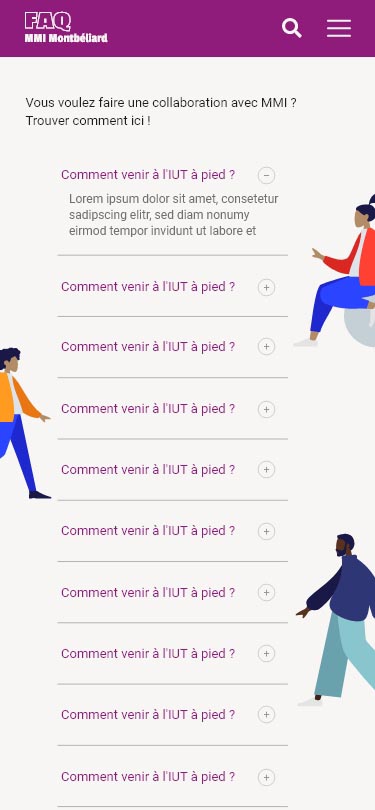 FAQ
MMI Montbéliard
Vous voulez faire une collaboration avec MMI ?
Trouver comment ici !
Comment venir à l'IUT à pied ?
Lorem ipsum dolor sit amet, consetetur
sadipscing elitr, sed diam nonumy
eirmod tempor invidunt ut labore et
Comment venir à l'IUT à pied ?
Comment venir à l'IUT à pied ?
Comment venir à l'IUT à pied ?
Comment venir à l'IUT à pied ?
Comment venir à l'IUT à pied ?
Comment venir à l'IUT à pied ?
Comment venir à l'IUT à pied ?
Comment venir à l'IUT à pied ?
Comment venir à l'IUT à pied ?